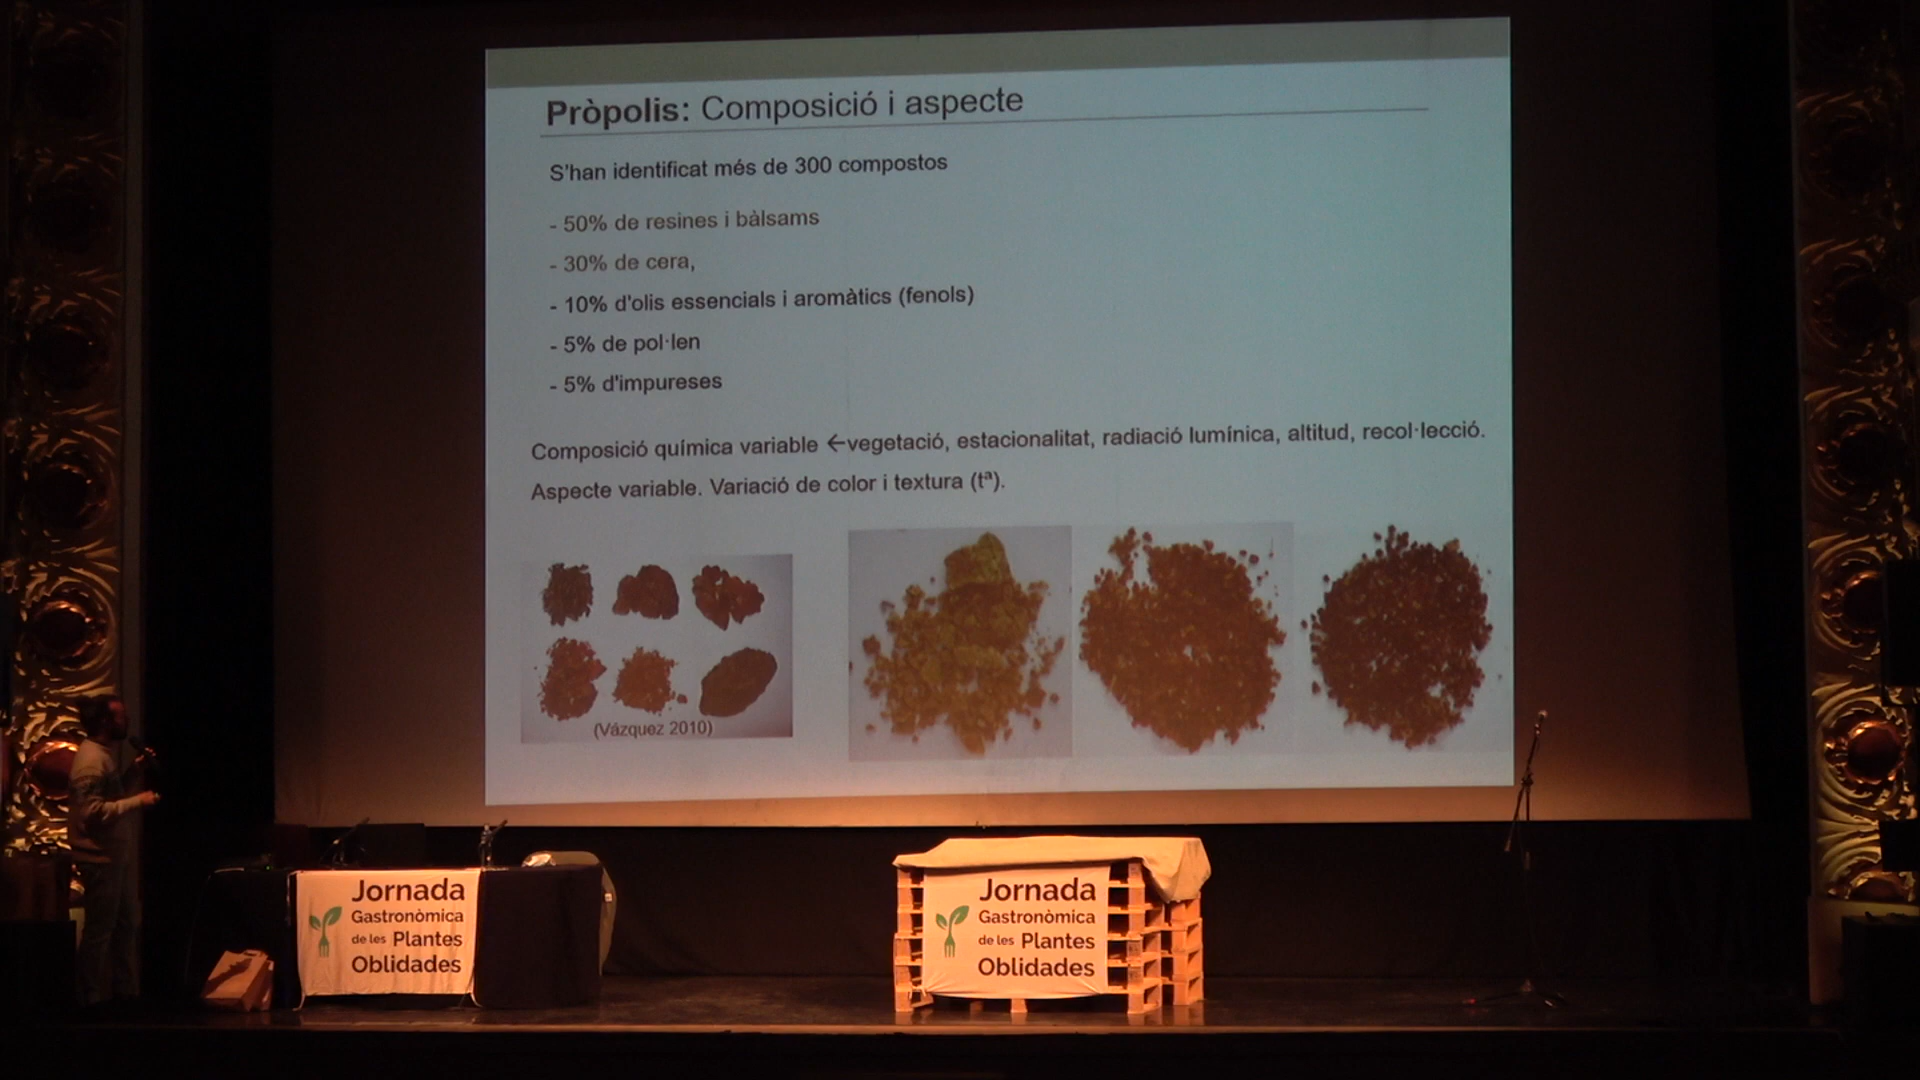 Pròpolis: Composició i aspecte
S'han identificat més de 300 compostos
- 50% de resines i bàlsams
- 30% de cera,
- 10% d'olis essencials i aromàtics (fenols)
- 5% de pol·len
- 5% d'impureses
Composició química variable ←vegetació, estacionalitat, radiació lumínica, altitud, recol·lecció.
Aspecte variable. Variació de color i textura (tª).
(Vázquez 2010)
Jornada
Gastronòmica
de les Plantes
Oblidades
Jornada
Gastronòmica
de les Plantes
Oblidades